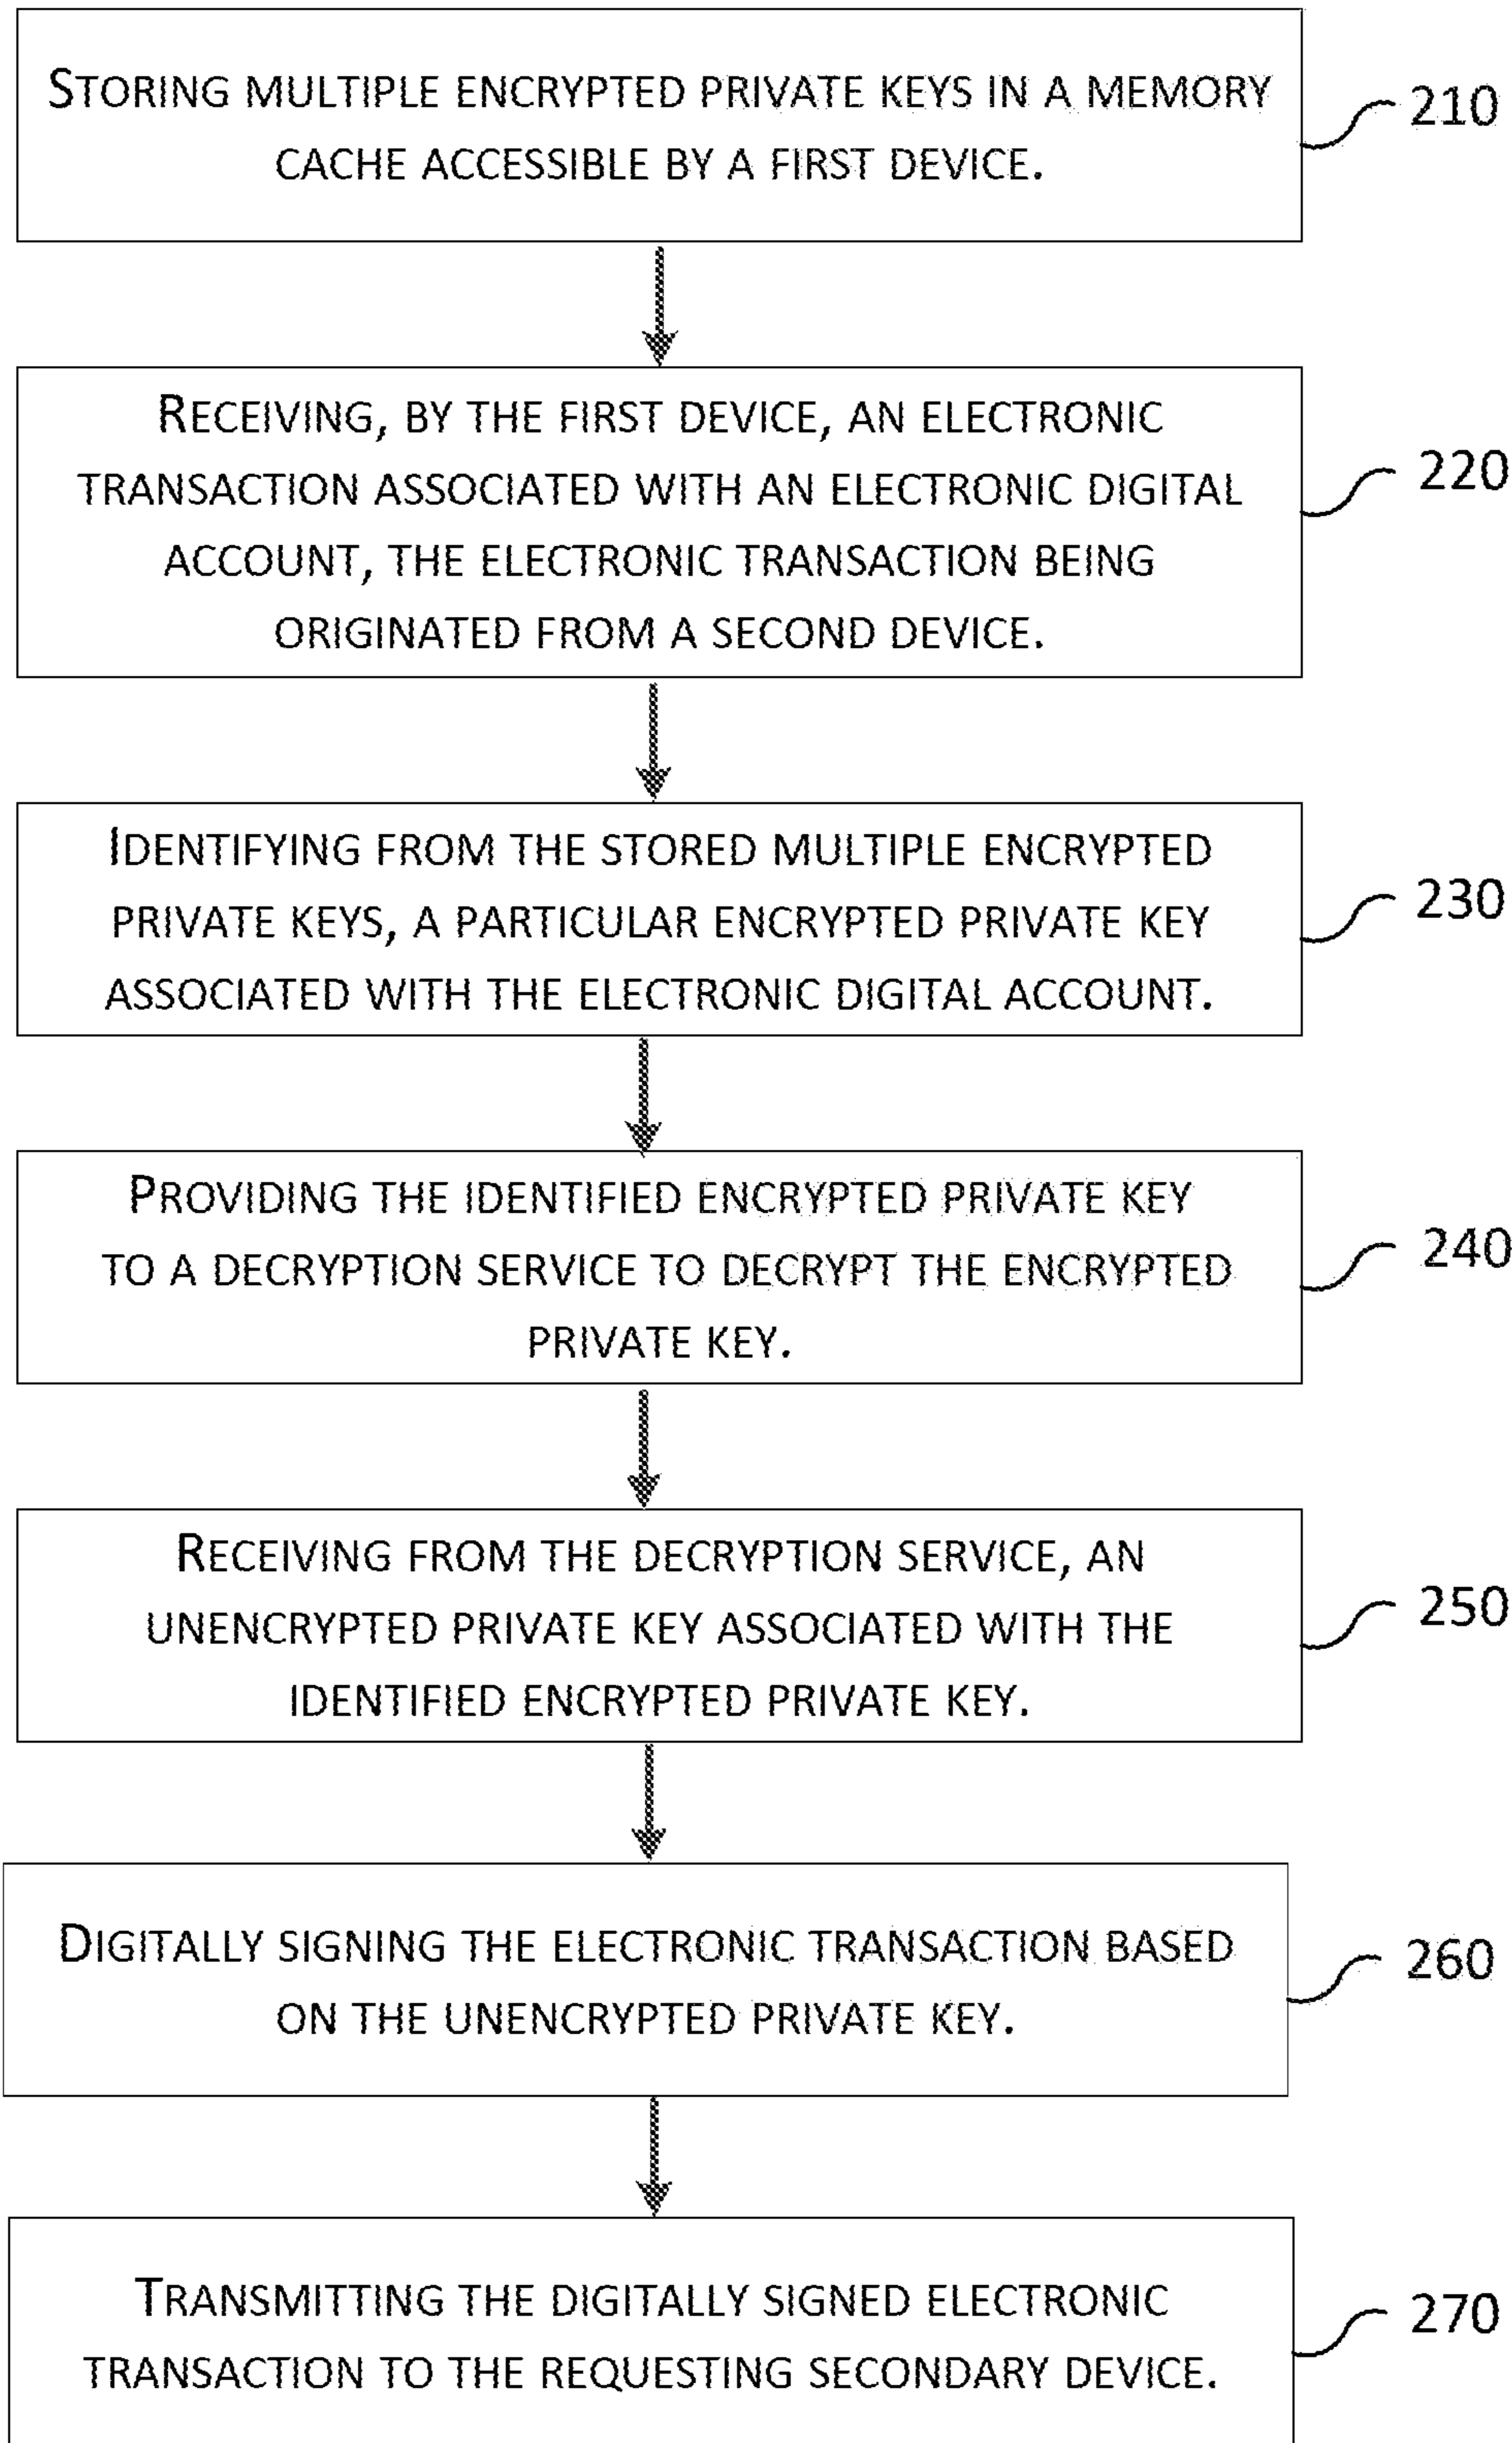 STORING MULTIPLE ENCRYPTED PRIVATE KEYS IN A MEMORY
CACHE ACCESSIBLE BY A FIRST DEVICE.
210
RECEIVING, BY THE FIRST DEVICE, AN ELECTRONIC
TRANSACTION ASSOCIATED WITH AN ELECTRONIC DIGITAL
ACCOUNT, THE ELECTRONIC TRANSACTION BEING
ORIGINATED FROM A SECOND DEVICE.
220
IDENTIFYING FROM THE STORED MULTIPLE ENCRYPTED
PRIVATE KEYS, A PARTICULAR ENCRYPTED PRIVATE KEY
ASSOCIATED WITH THE ELECTRONIC DIGITAL ACCOUNT.
230
PROVIDING THE IDENTIFIED ENCRYPTED PRIVATE KEY
TO A DECRYPTION SERVICE TO DECRYPT THE ENCRYPTED
PRIVATE KEY.
240
RECEIVING FROM THE DECRYPTION SERVICE, AN
UNENCRYPTED PRIVATE KEY ASSOCIATED WITH THE
IDENTIFIED ENCRYPTED PRIVATE KEY.
250
DIGITALLY SIGNING THE ELECTRONIC TRANSACTION BASED
ON THE UNENCRYPTED PRIVATE KEY.
260
TRANSMITTING THE DIGITALLY SIGNED ELECTRONIC
TRANSACTION TO THE REQUESTING SECONDARY DEVICE.
270